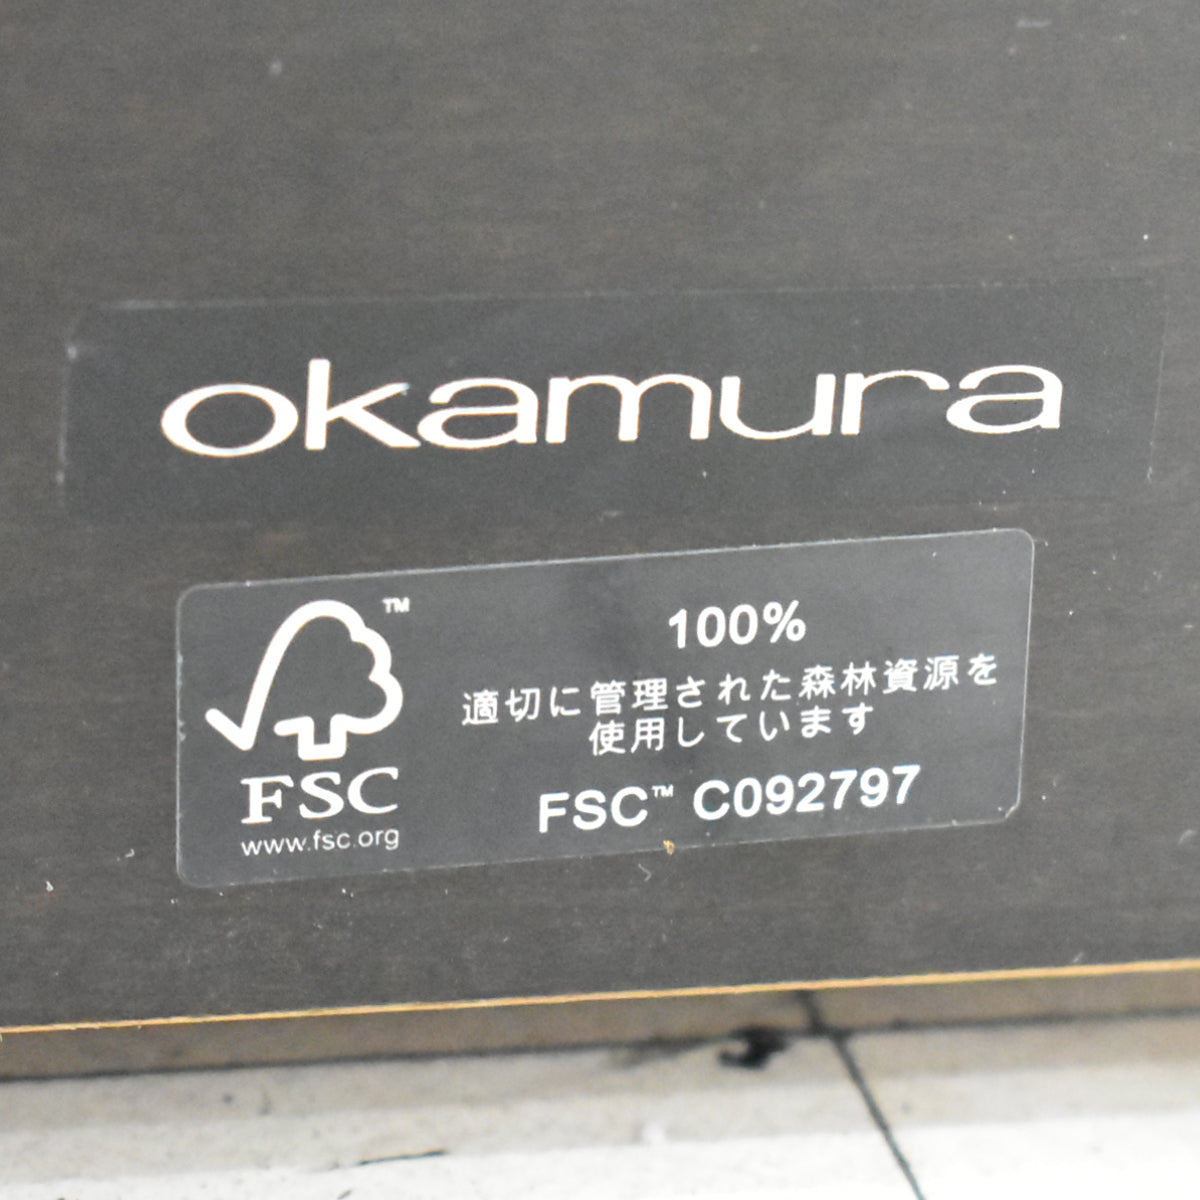 okamura
TM
100%
適切に管理された森林資源を
使用しています
FSC
www.fsc.org
FSC™ C092797